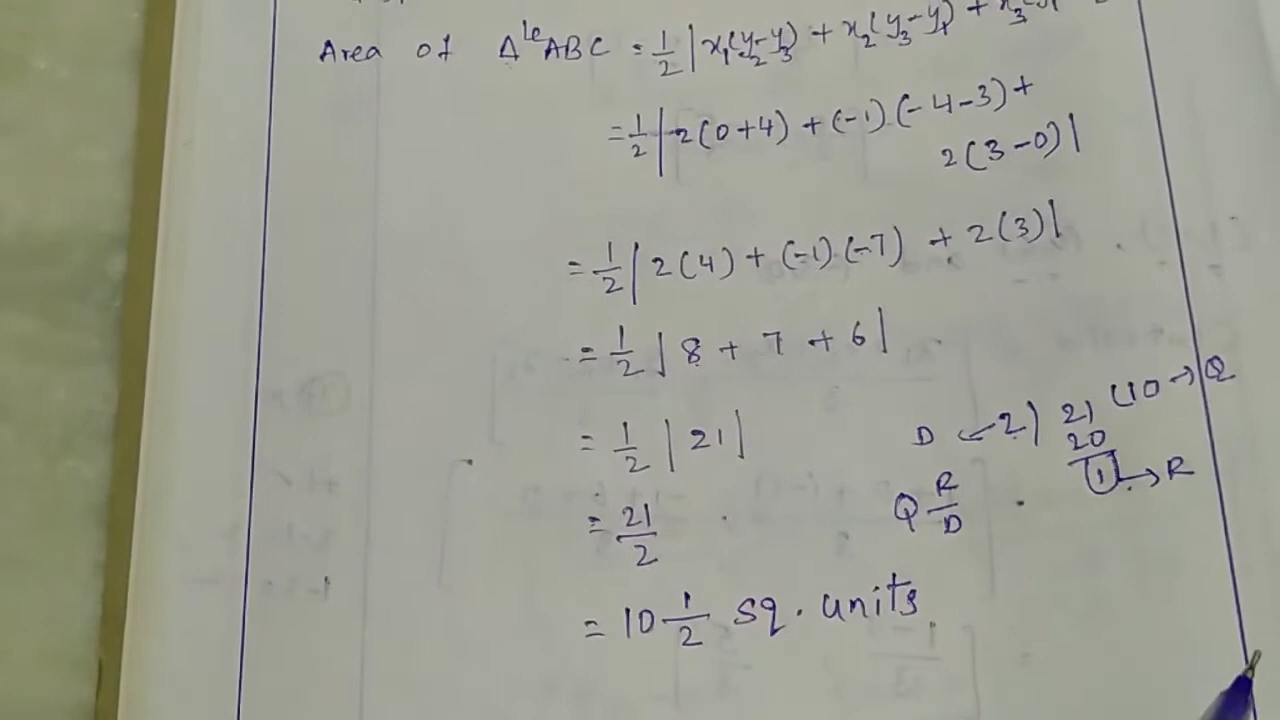 Area of Δle ABC = 1/2 | x₁(y₂-y₃) + x₂(y₃-y₁) + x₃
= 1/2 | 2(0+4) + (-1) (-4-3) +
2(3-0) |
= 1/2 | 2(4) + (-1) (-7) + 2(3) |
= 1/2 | 8 + 7 + 6 |
= 1/2 | 21 |
= 21/2
= 10 1/2 sq. units
D ← 2) 21 (10 → Q
20
1 → R
Q R/D